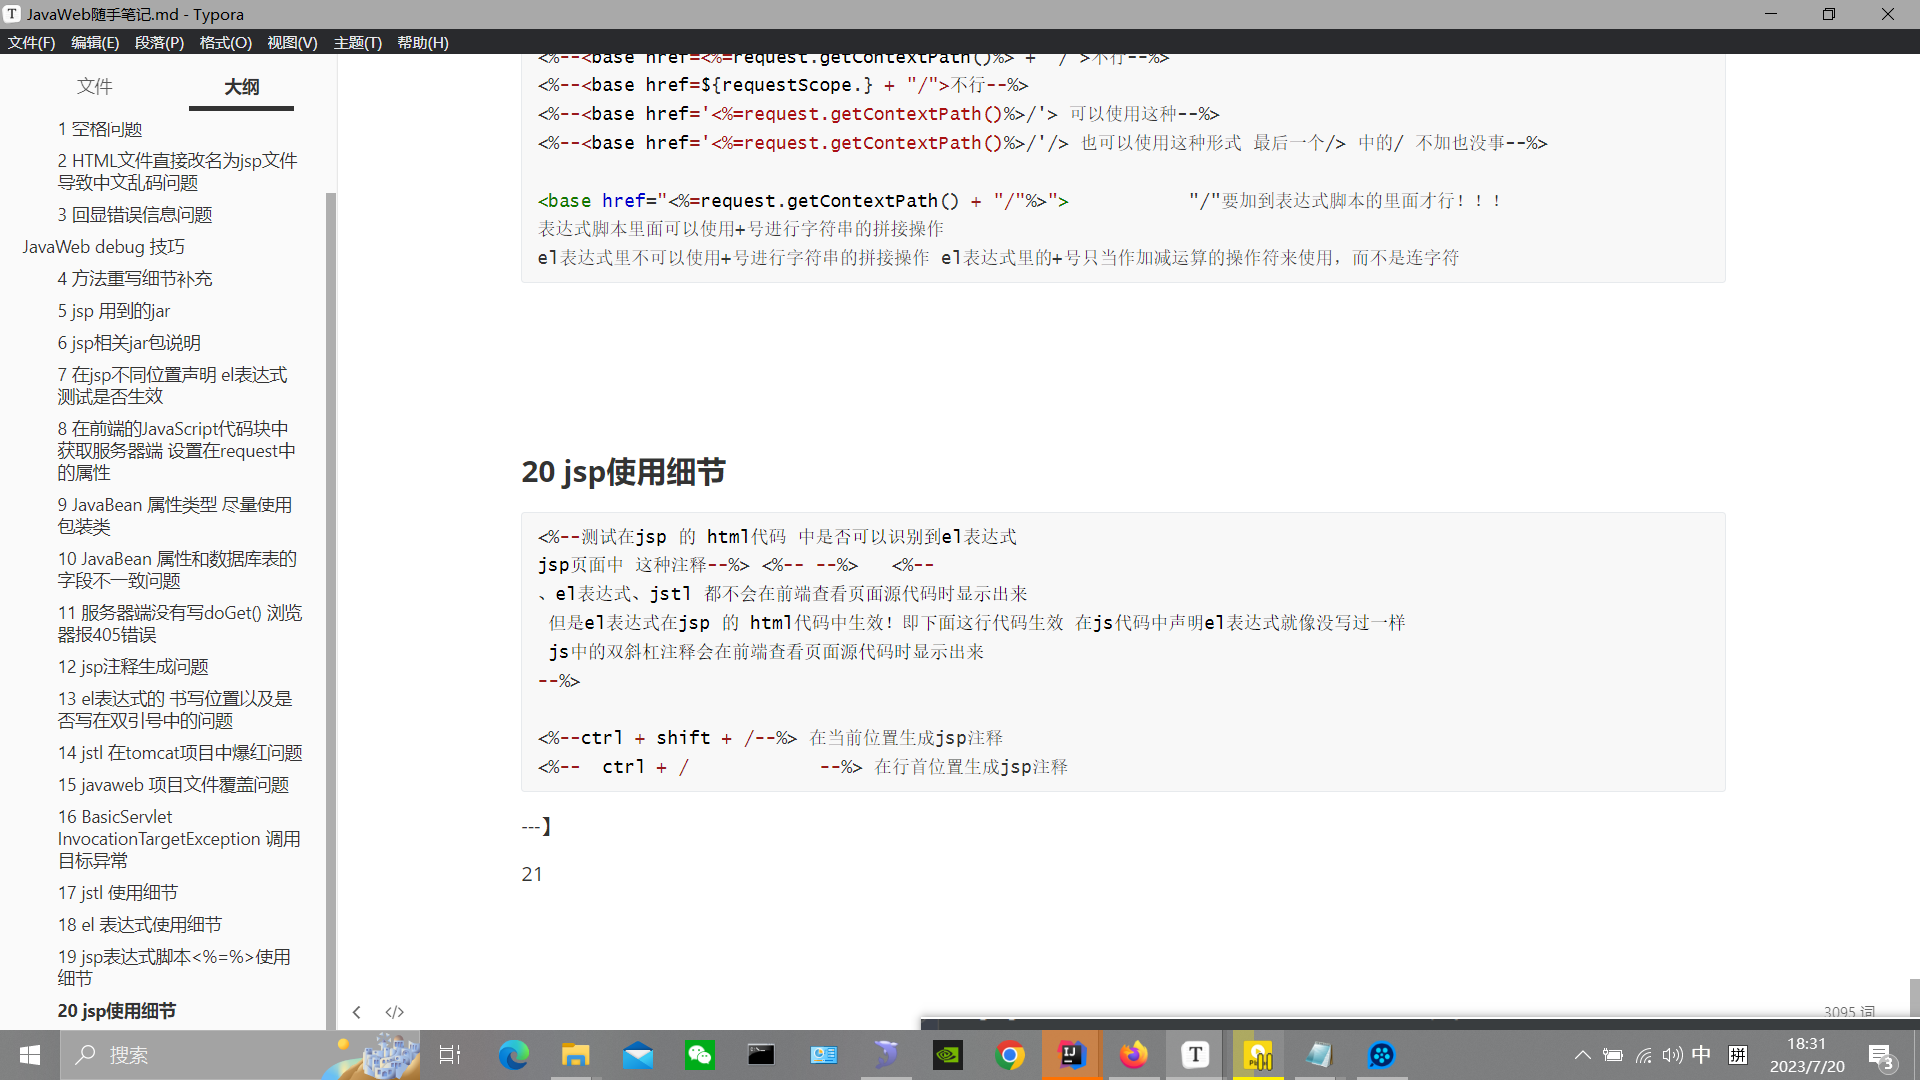 JavaWeb随手笔记.md - Typora
文件(F) 编辑(E) 段落(P) 格式(O) 视图(V) 主题(T) 帮助(H)
文件 大纲
1 空格问题
2 HTML文件直接改名为jsp文件
导致中文乱码问题
3 回显错误信息问题
JavaWeb debug 技巧
4 方法重写细节补充
5 jsp 用到的jar
6 jsp相关jar包说明
7 在jsp不同位置声明 el表达式
测试是否生效
8 在前端的JavaScript代码块中
获取服务器端 设置在request中
的属性
9 JavaBean 属性类型 尽量使用
包装类
10 JavaBean 属性和数据库表的
字段不一致问题
11 服务器端没有写doGet() 浏览
器报405错误
12 jsp注释生成问题
13 el表达式的 书写位置以及是
否写在双引号中的问题
14 jstl 在tomcat项目中爆红问题
15 javaweb 项目文件覆盖问题
16 BasicServlet
InvocationTargetException 调用
目标异常
17 jstl 使用细节
18 el 表达式使用细节
19 jsp表达式脚本<%=%>使用
细节
20 jsp使用细节
<%--<base href=<%=request.getContextPath()%> + "/">不行--%>
<%--<base href=${requestScope.} + "/">不行--%>
<%--<base href='<%=request.getContextPath()%>/'> 可以使用这种--%>
<%--<base href='<%=request.getContextPath()%>/'/> 也可以使用这种形式 最后一个/> 中的/ 不加也没事--%>
<base href="<%=request.getContextPath() + "/"%>"> "/"要加到表达式脚本的里面才行！！！
表达式脚本里面可以使用+号进行字符串的拼接操作
el表达式里不可以使用+号进行字符串的拼接操作 el表达式里的+号只当作加减运算的操作符来使用，而不是连字符
20 jsp使用细节
<%--测试在jsp 的 html代码 中是否可以识别到el表达式
jsp页面中 这种注释--%> <%-- --%> <%--
、el表达式、jstl 都不会在前端查看页面源代码时显示出来
但是el表达式在jsp 的 html代码中生效！即下面这行代码生效 在js代码中声明el表达式就像没写过一样
js中的双斜杠注释会在前端查看页面源代码时显示出来
--%>
<%--ctrl + shift + /--%> 在当前位置生成jsp注释
<%-- ctrl + / --%> 在行首位置生成jsp注释
---】
21
3095 词
搜索
中 拼
18:31
2023/7/20
3